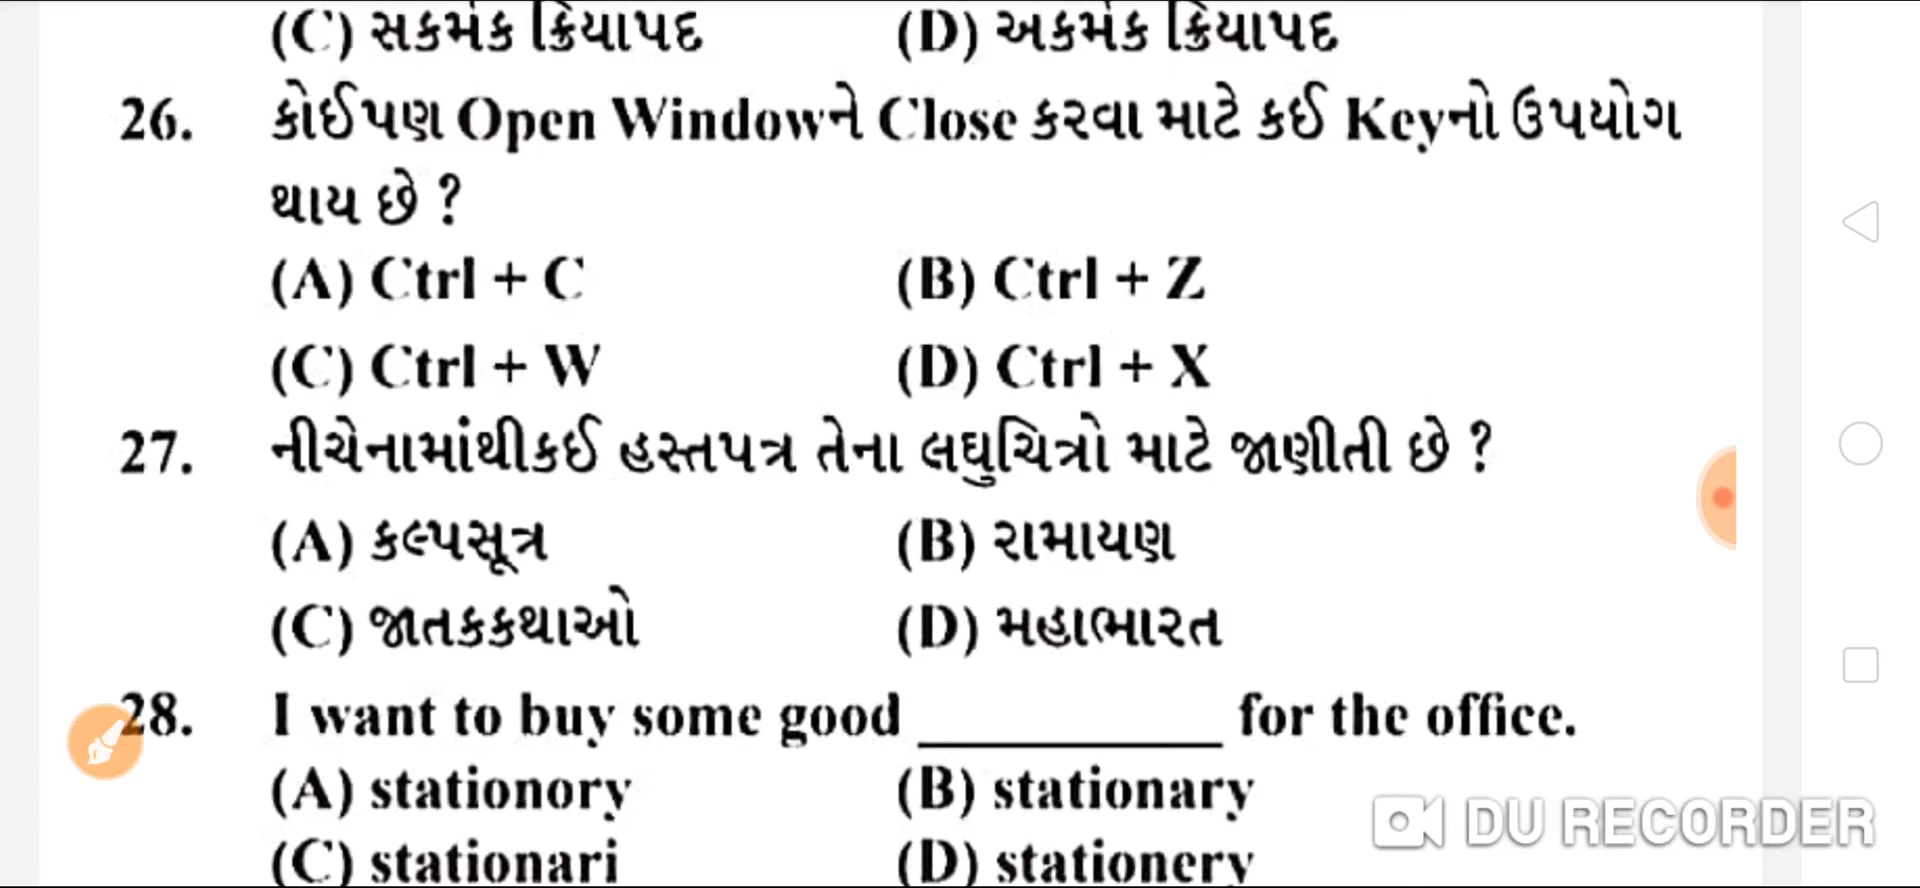 (C) સકર્મક ક્રિયાપદ (D) અકર્મક ક્રિયાપદ
26. કોઈપણ Open Windowને Close કરવા માટે કઈ Keyનો ઉપયોગ
થાય છે ?
(A) Ctrl + C (B) Ctrl + Z
(C) Ctrl + W (D) Ctrl + X
27. નીચેનામાંથીકઈ હસ્તપત્ર તેના લઘુચિત્રો માટે જાણીતી છે ?
(A) કલ્પસૂત્ર (B) રામાયણ
(C) જાતકકથાઓ (D) મહાભારત
28. I want to buy some good __________ for the office.
(A) stationory (B) stationary
(C) stationari (D) stationery
DU RECORDER